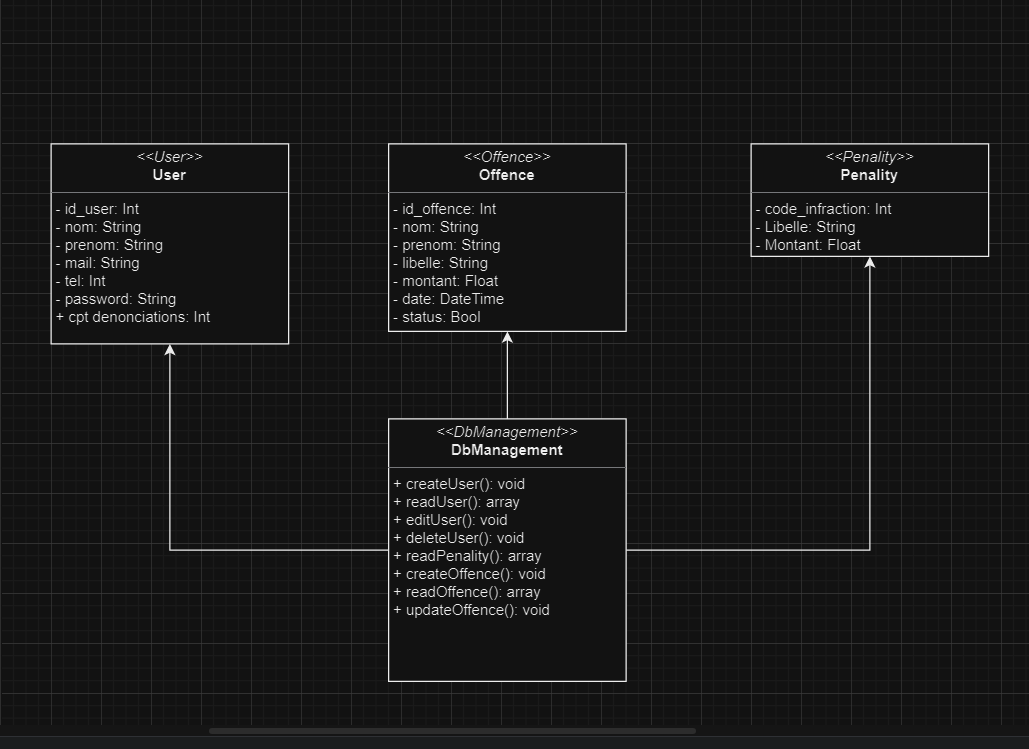 <<User>>
User
- id_user: Int
- nom: String
- prenom: String
- mail: String
- tel: Int
- password: String
+ cpt denonciations: Int
<<Offence>>
Offence
- id_offence: Int
- nom: String
- prenom: String
- libelle: String
- montant: Float
- date: DateTime
- status: Bool
<<Penality>>
Penality
- code_infraction: Int
- Libelle: String
- Montant: Float
<<DbManagement>>
DbManagement
+ createUser(): void
+ readUser(): array
+ editUser(): void
+ deleteUser(): void
+ readPenality(): array
+ createOffence(): void
+ readOffence(): array
+ updateOffence(): void